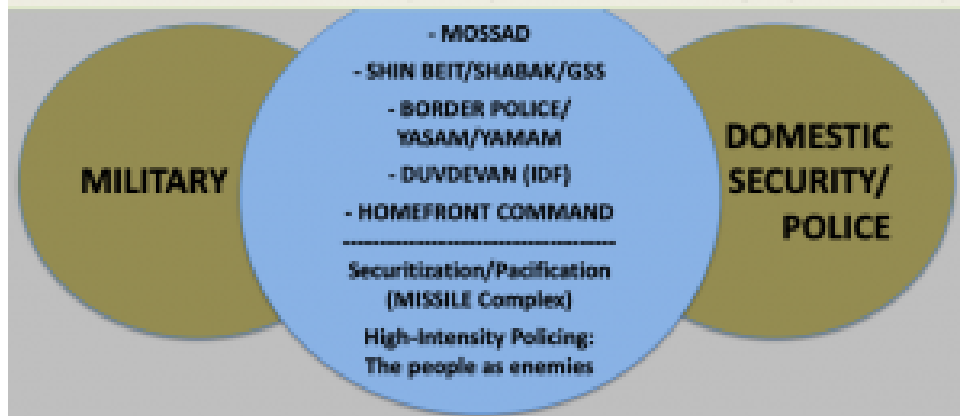 MILITARY
- MOSSAD
- SHIN BEIT/SHABAK/GSS
- BORDER POLICE/
YASAM/YAMAM
- DUVDEVAN (IDF)
- HOMEFRONT COMMAND
----------------------------------------
Securitization/Pacification
(MISSILE Complex)
High-Intensity Policing:
The people as enemies
DOMESTIC
SECURITY/
POLICE